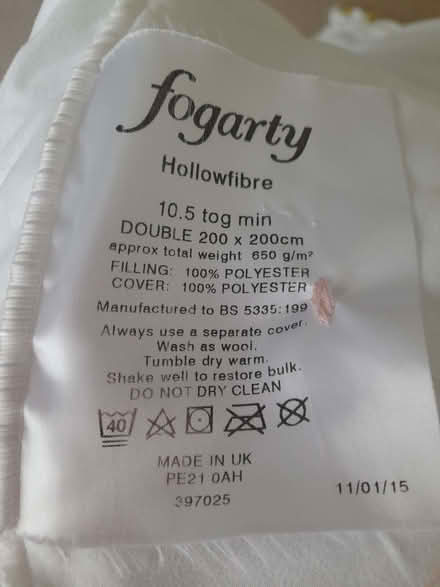 fogarty
Hollowfibre
10.5 tog min
DOUBLE 200 x 200cm
approx total weight 650 g/m²
FILLING: 100% POLYESTER
COVER: 100% POLYESTER
Manufactured to BS 5335:199
Always use a separate cover.
Wash as wool.
Tumble dry warm.
Shake well to restore bulk.
DO NOT DRY CLEAN
40
MADE IN UK
PE21 0AH
397025
11/01/15